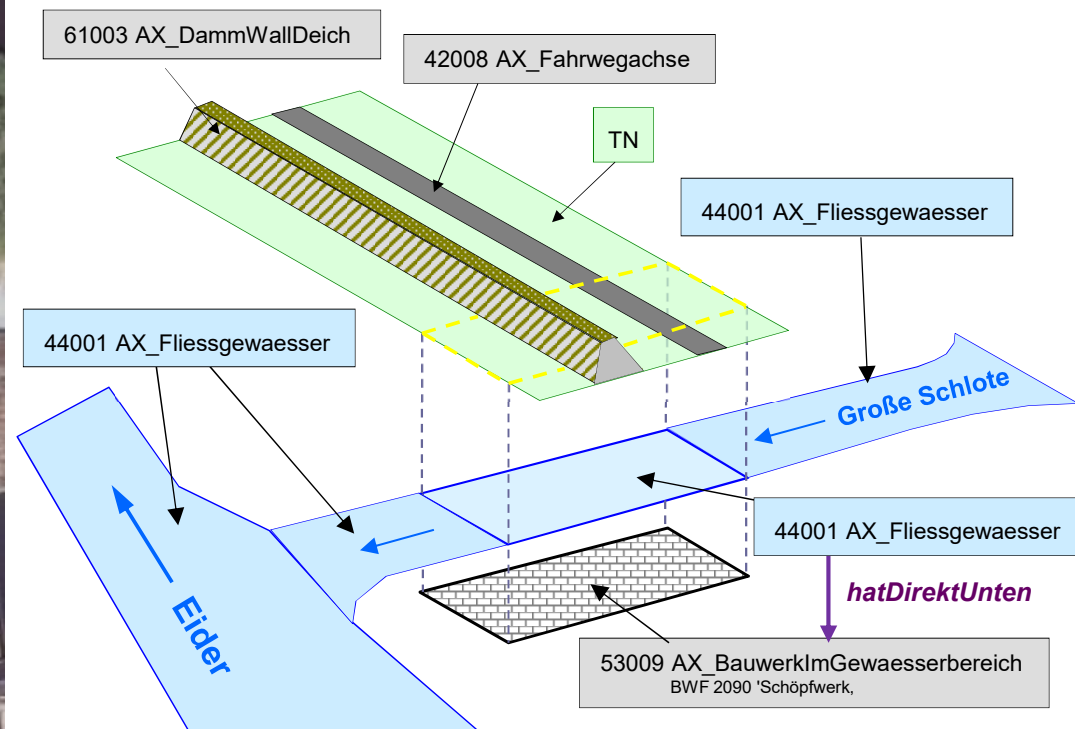 61003 AX_DammWallDeich
42008 AX_Fahrwegachse
TN
44001 AX_Fliessgewaesser
44001 AX_Fliessgewaesser
Große Schlote
44001 AX_Fliessgewaesser
hatDirektUnten
Eider
53009 AX_BauwerkImGewaesserbereich
BWF 2090 'Schöpfwerk,